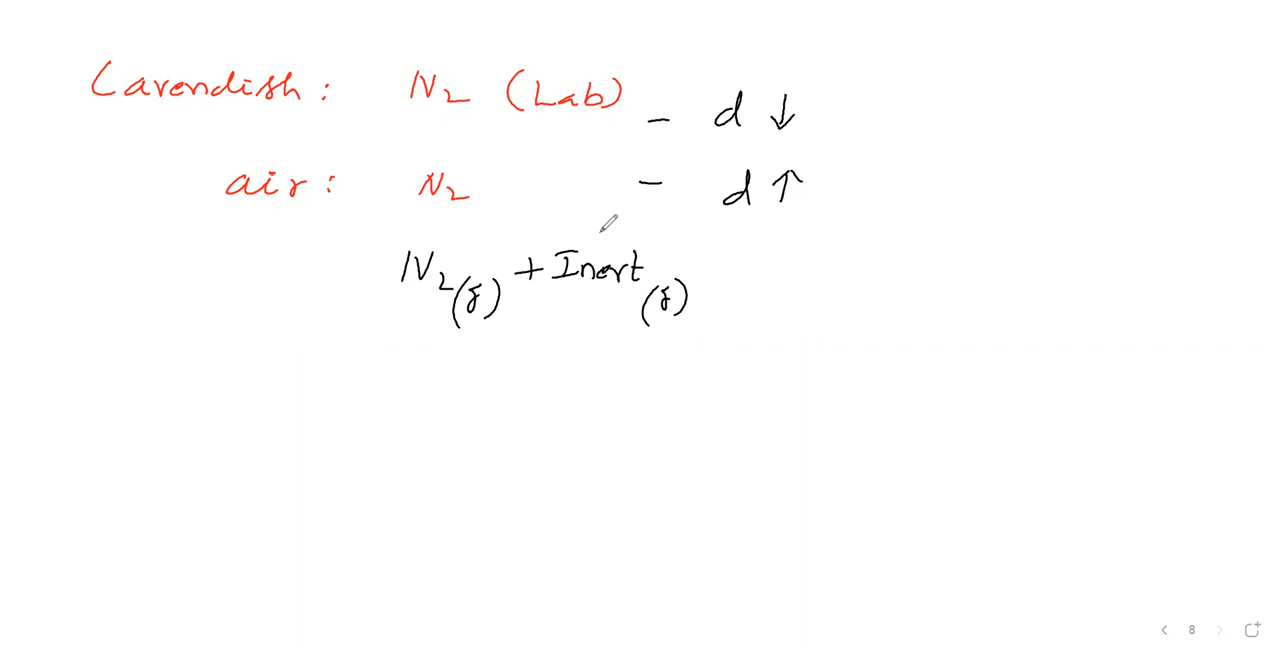 Cavendish: N₂ (Lab) - d ↓
air: N₂ - d ↑
N₂(g) + Inert(g)
8